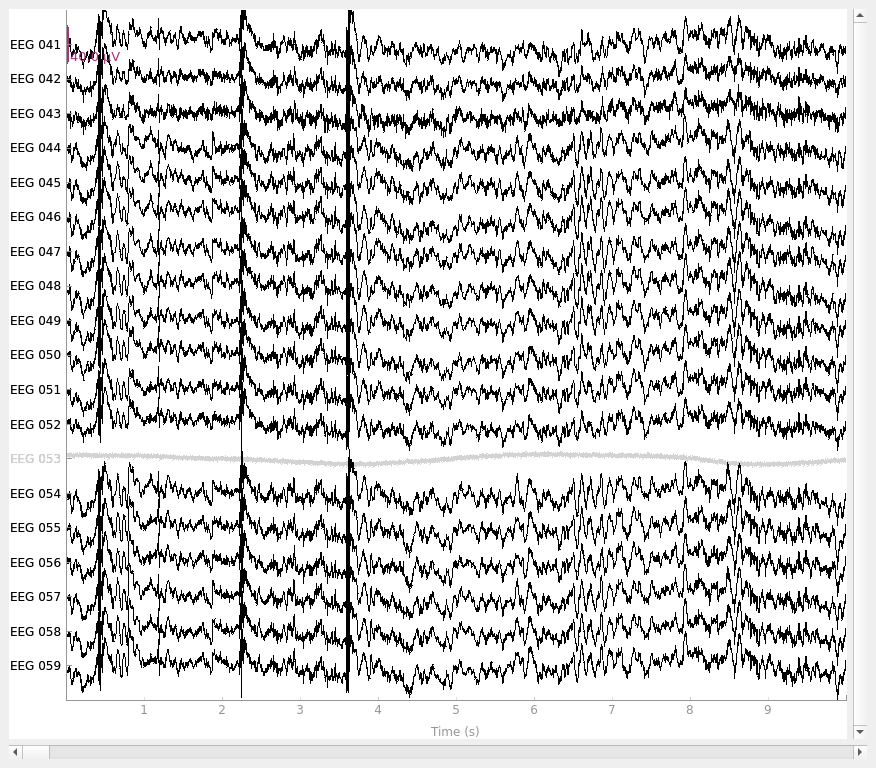 EEG 041
40.0 µV
EEG 042
EEG 043
EEG 044
EEG 045
EEG 046
EEG 047
EEG 048
EEG 049
EEG 050
EEG 051
EEG 052
EEG 053
EEG 054
EEG 055
EEG 056
EEG 057
EEG 058
EEG 059
1 2 3 4 5 6 7 8 9
Time (s)